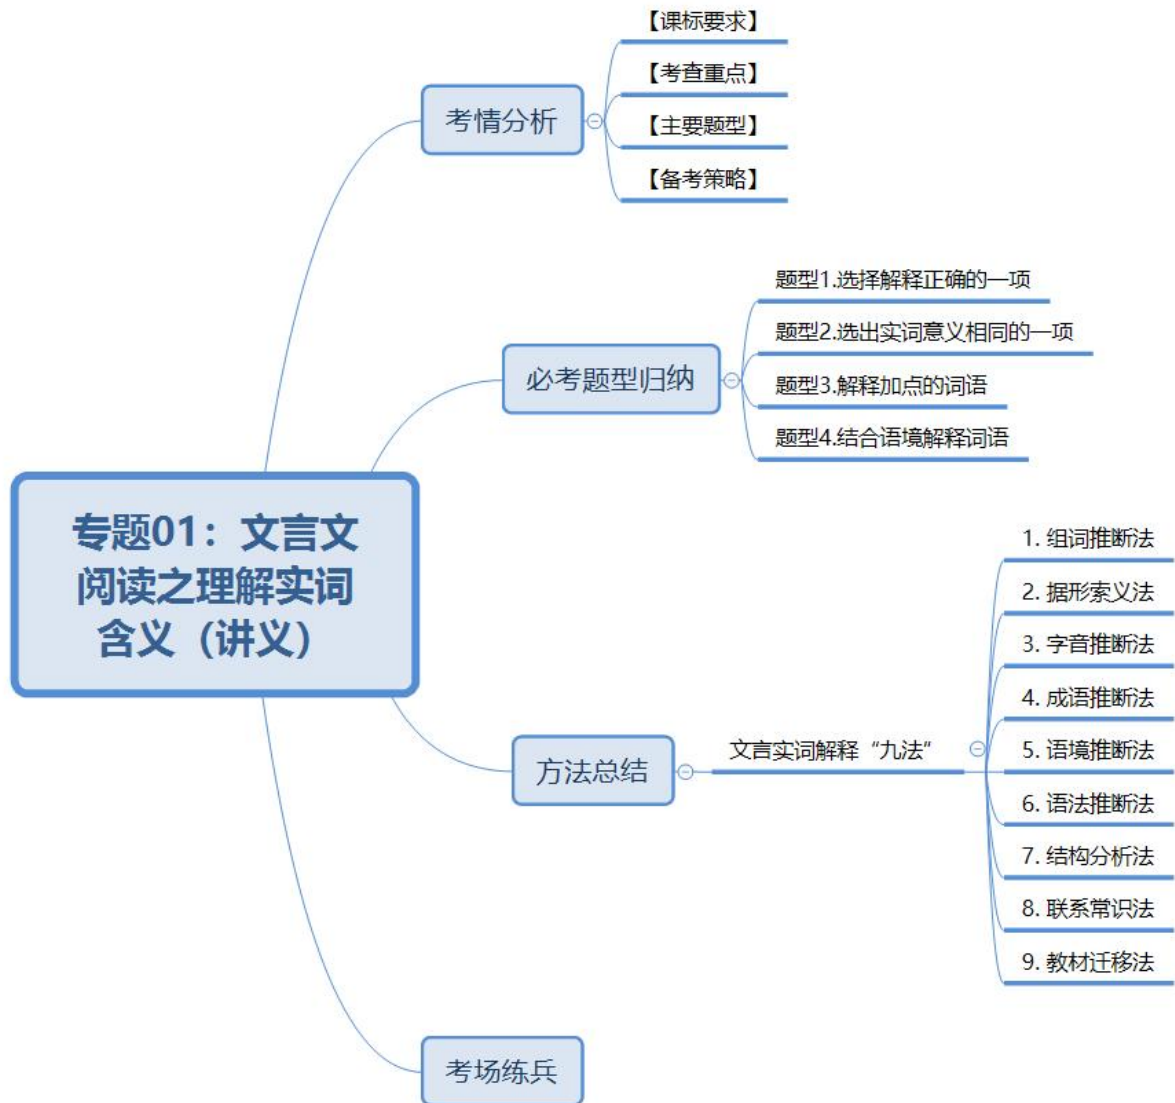 【课标要求】
【考查重点】
考情分析
【主要题型】
【备考策略】
题型1.选择解释正确的一项
题型2.选出实词意义相同的一项
必考题型归纳
题型3.解释加点的词语
题型4.结合语境解释词语
专题01：文言文
阅读之理解实词
含义（讲义）
1. 组词推断法
2. 据形索义法
3. 字音推断法
4. 成语推断法
方法总结
文言实词解释“九法”
5. 语境推断法
6. 语法推断法
7. 结构分析法
8. 联系常识法
9. 教材迁移法
考场练兵